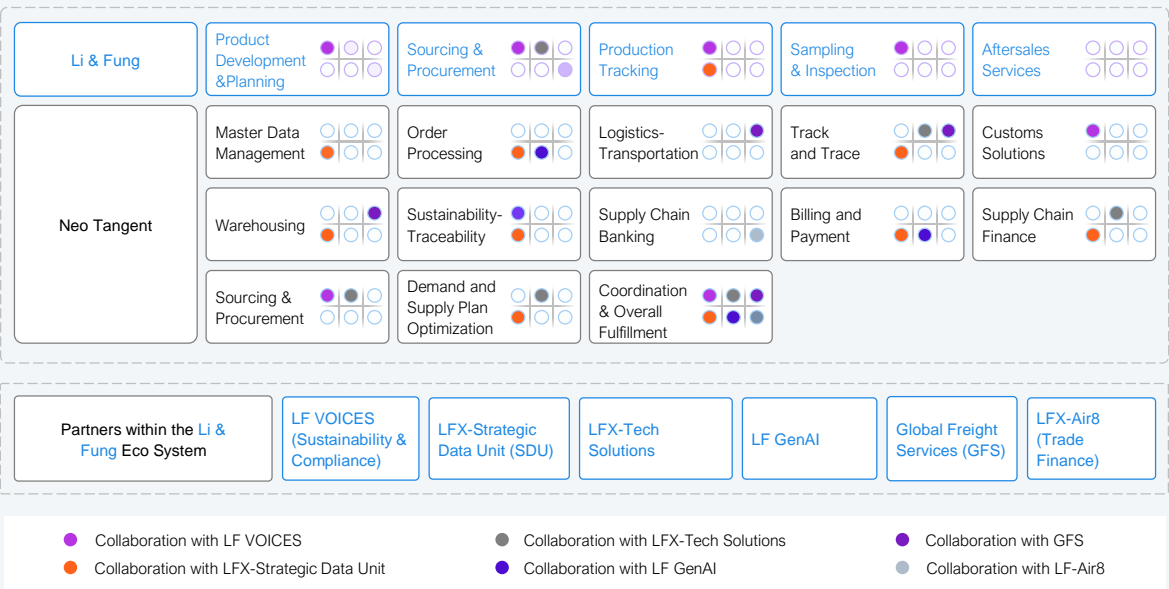 Li & Fung
Product
Development
&Planning
Sourcing &
Procurement
Production
Tracking
Sampling
& Inspection
Aftersales
Services
Neo Tangent
Master Data
Management
Order
Processing
Logistics-
Transportation
Track
and Trace
Customs
Solutions
Warehousing
Sustainability-
Traceability
Supply Chain
Banking
Billing and
Payment
Supply Chain
Finance
Sourcing &
Procurement
Demand and
Supply Plan
Optimization
Coordination
& Overall
Fulfillment
Partners within the Li &
Fung Eco System
LF VOICES
(Sustainability &
Compliance)
LFX-Strategic
Data Unit (SDU)
LFX-Tech
Solutions
LF GenAI
Global Freight
Services (GFS)
LFX-Air8
(Trade
Finance)
Collaboration with LF VOICES
Collaboration with LFX-Tech Solutions
Collaboration with GFS
Collaboration with LFX-Strategic Data Unit
Collaboration with LF GenAI
Collaboration with LF-Air8